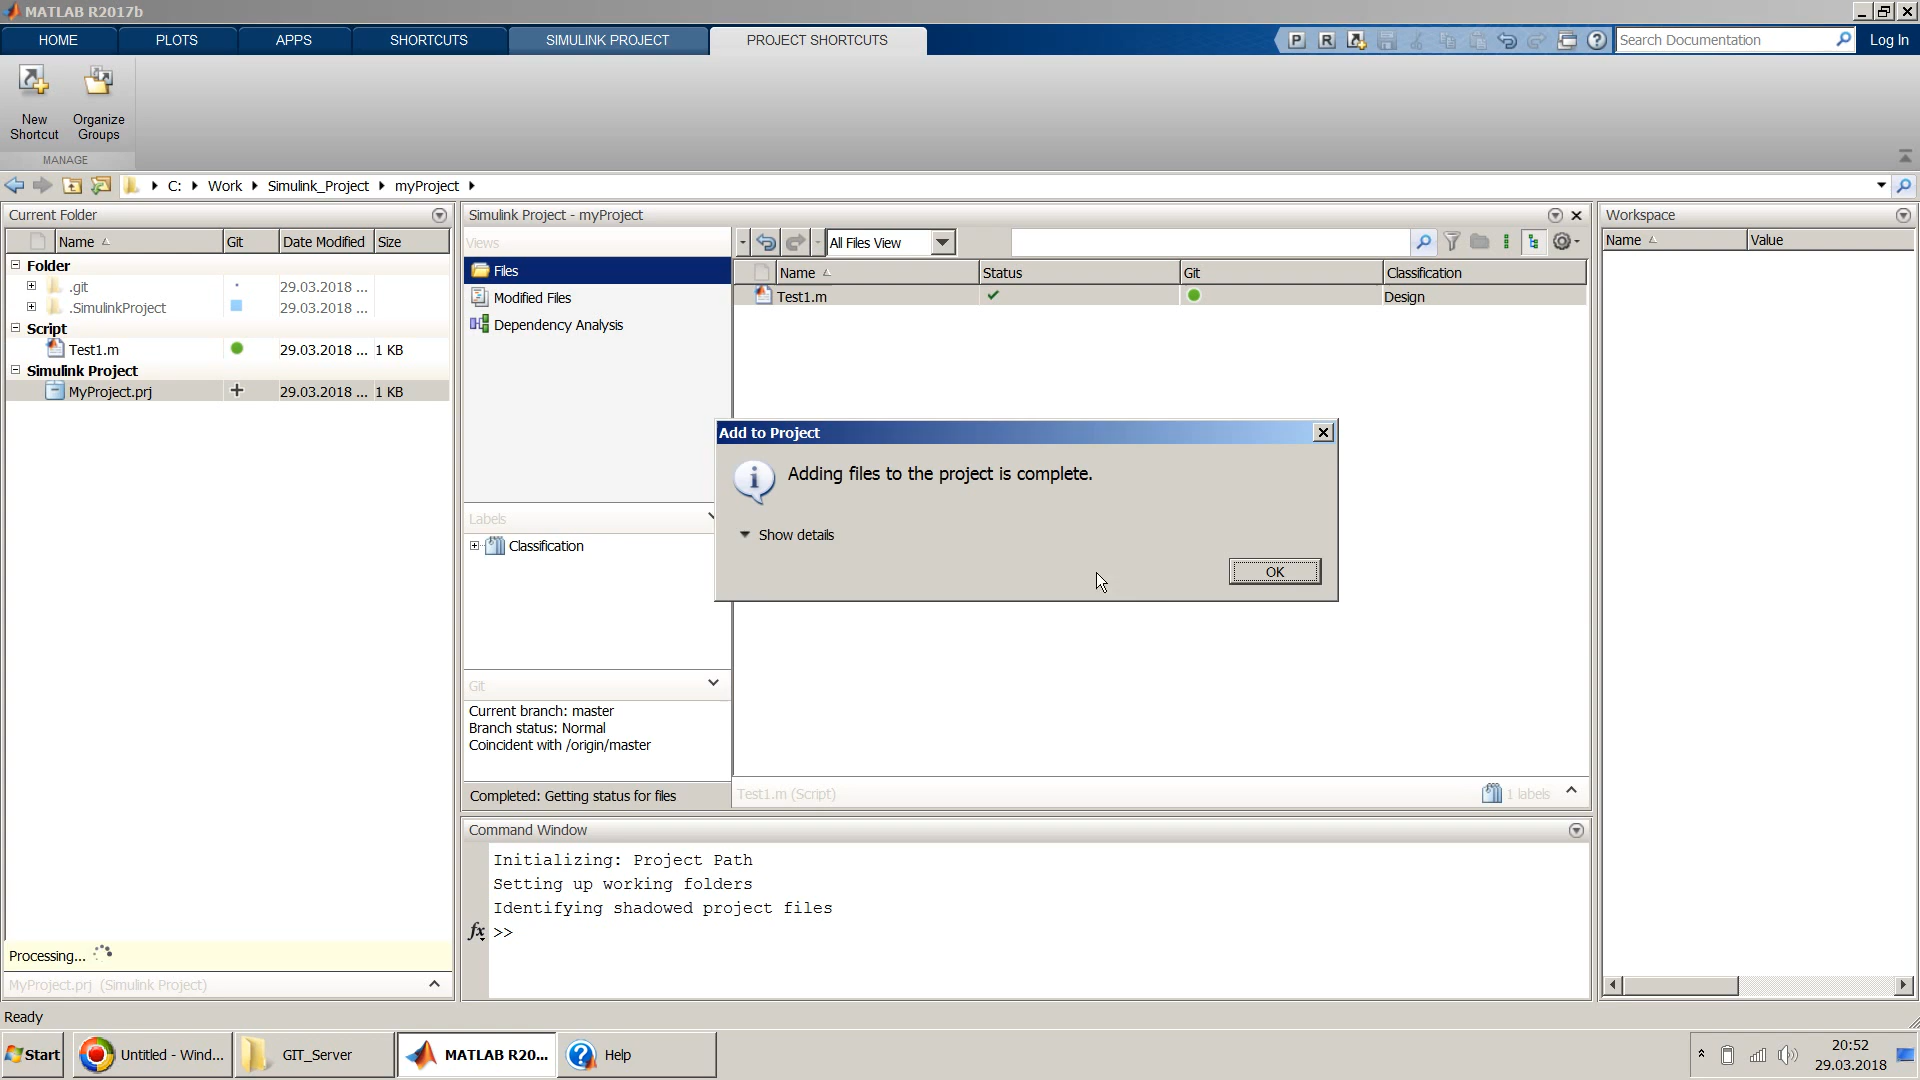 MATLAB R2017b
HOME
PLOTS
APPS
SHORTCUTS
SIMULINK PROJECT
PROJECT SHORTCUTS
P
R
Search Documentation
Log In
New Shortcut
Organize Groups
MANAGE
C:
Work
Simulink_Project
myProject
Current Folder
Name
Git
Date Modified
Size
Folder
.git
29.03.2018 ...
.SimulinkProject
29.03.2018 ...
Script
Test1.m
29.03.2018 ...
1 KB
Simulink Project
MyProject.prj
29.03.2018 ...
1 KB
Processing...
MyProject.prj (Simulink Project)
Simulink Project - myProject
Views
Files
Modified Files
Dependency Analysis
Labels
Classification
Git
Current branch: master
Branch status: Normal
Coincident with /origin/master
Completed: Getting status for files
All Files View
Name
Status
Git
Classification
Test1.m
Design
Add to Project
Adding files to the project is complete.
Show details
OK
Test1.m (Script)
1 labels
Command Window
Initializing: Project Path
Setting up working folders
Identifying shadowed project files
fx >>
Workspace
Name
Value
Ready
Start
Untitled - Wind...
GIT_Server
MATLAB R20...
Help
20:52
29.03.2018